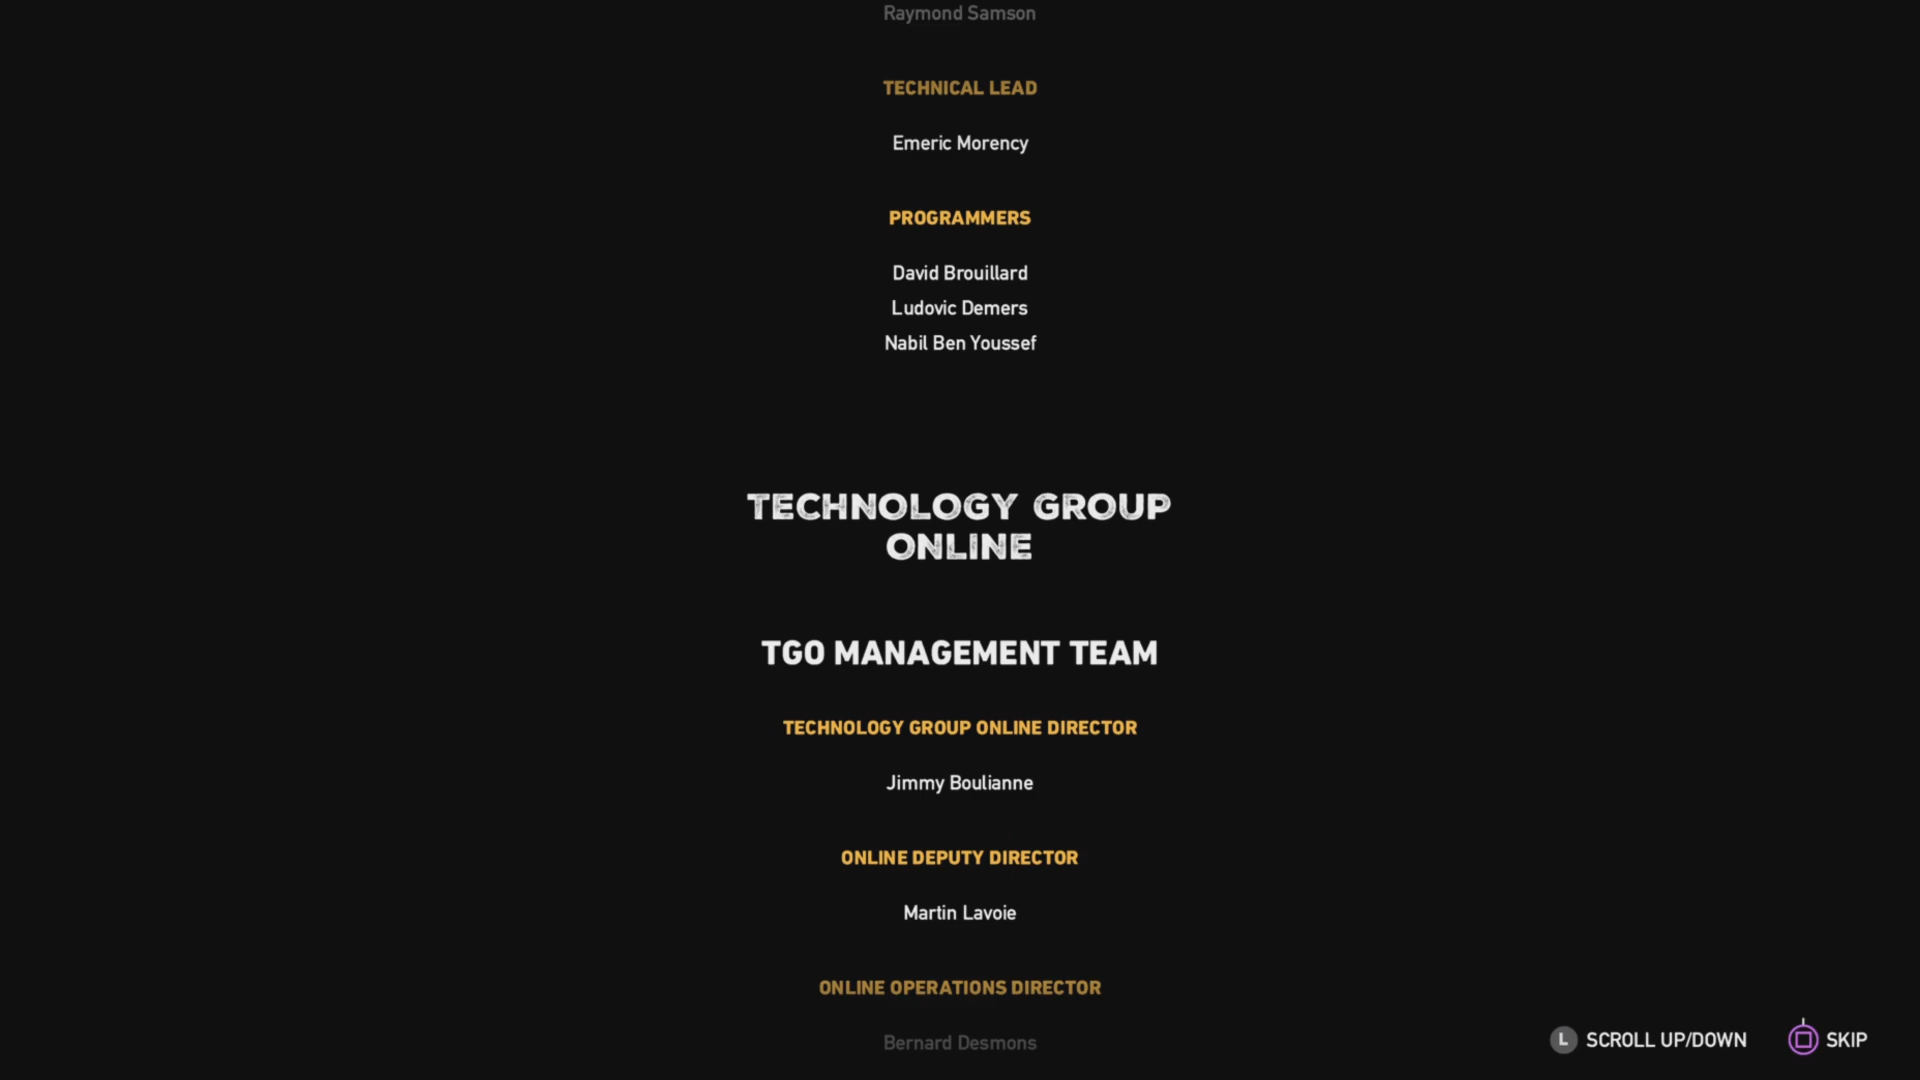 Raymond Samson
TECHNICAL LEAD
Emeric Morency
PROGRAMMERS
David Brouillard
Ludovic Demers
Nabil Ben Youssef
TECHNOLOGY GROUP
ONLINE
TGO MANAGEMENT TEAM
TECHNOLOGY GROUP ONLINE DIRECTOR
Jimmy Boulianne
ONLINE DEPUTY DIRECTOR
Martin Lavoie
ONLINE OPERATIONS DIRECTOR
Bernard Desmons
L SCROLL UP/DOWN SKIP